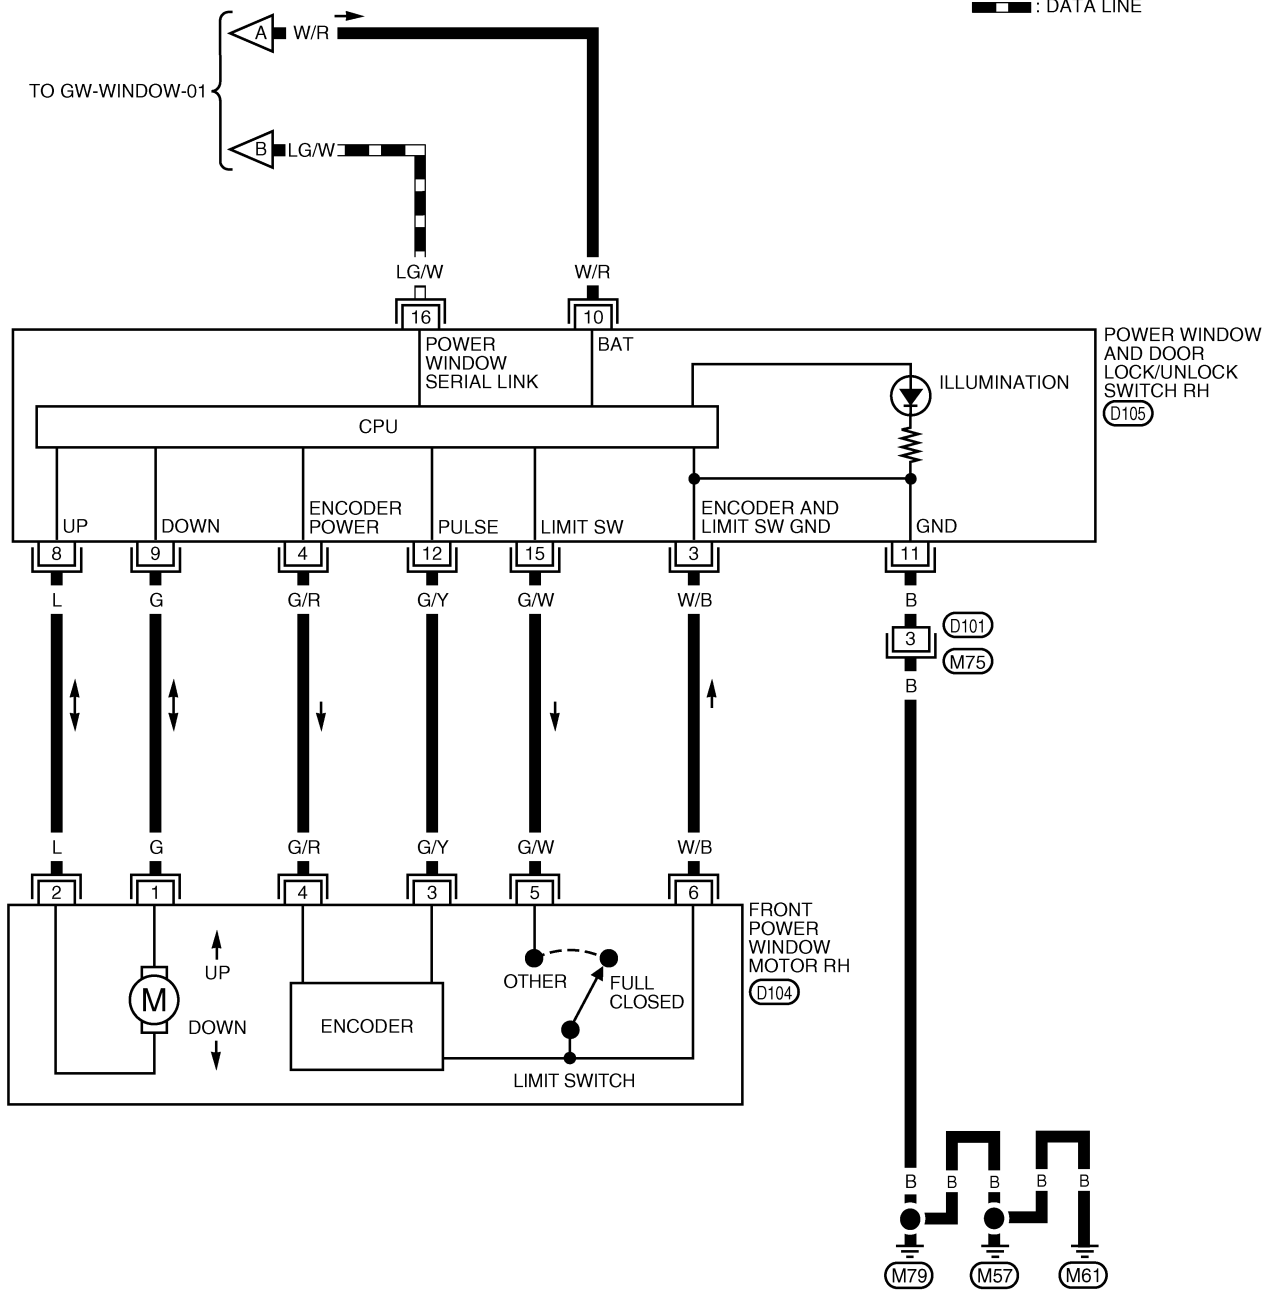 : DATA LINE
A W/R
TO GW-WINDOW-01
B LG/W
LG/W W/R
16 10
POWER
WINDOW
SERIAL LINK
BAT
POWER WINDOW
AND DOOR
LOCK/UNLOCK
SWITCH RH
D105
ILLUMINATION
CPU
UP
DOWN
ENCODER
POWER
PULSE
LIMIT SW
ENCODER AND
LIMIT SW GND
GND
8 9 4 12 15 3 11
L G G/R G/Y G/W W/B B
3
D101
M75
B
L G G/R G/Y G/W W/B
2 1 4 3 5 6
FRONT
POWER
WINDOW
MOTOR RH
D104
UP
M
DOWN
ENCODER
OTHER
FULL
CLOSED
LIMIT SWITCH
B B B B B
M79 M57 M61